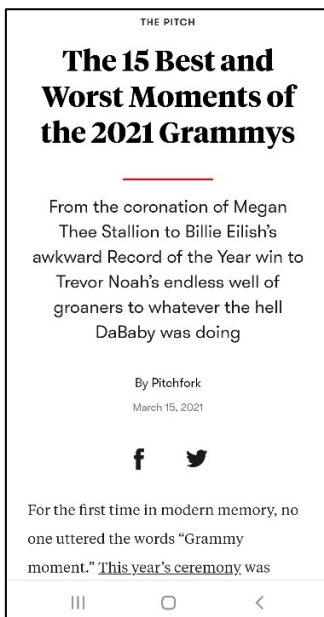 THE PITCH
The 15 Best and
Worst Moments of
the 2021 Grammys
From the coronation of Megan
Thee Stallion to Billie Eilish's
awkward Record of the Year win to
Trevor Noah's endless well of
groaners to whatever the hell
DaBaby was doing
By Pitchfork
March 15, 2021
For the first time in modern memory, no
one uttered the words “Grammy
moment.” This year's ceremony was